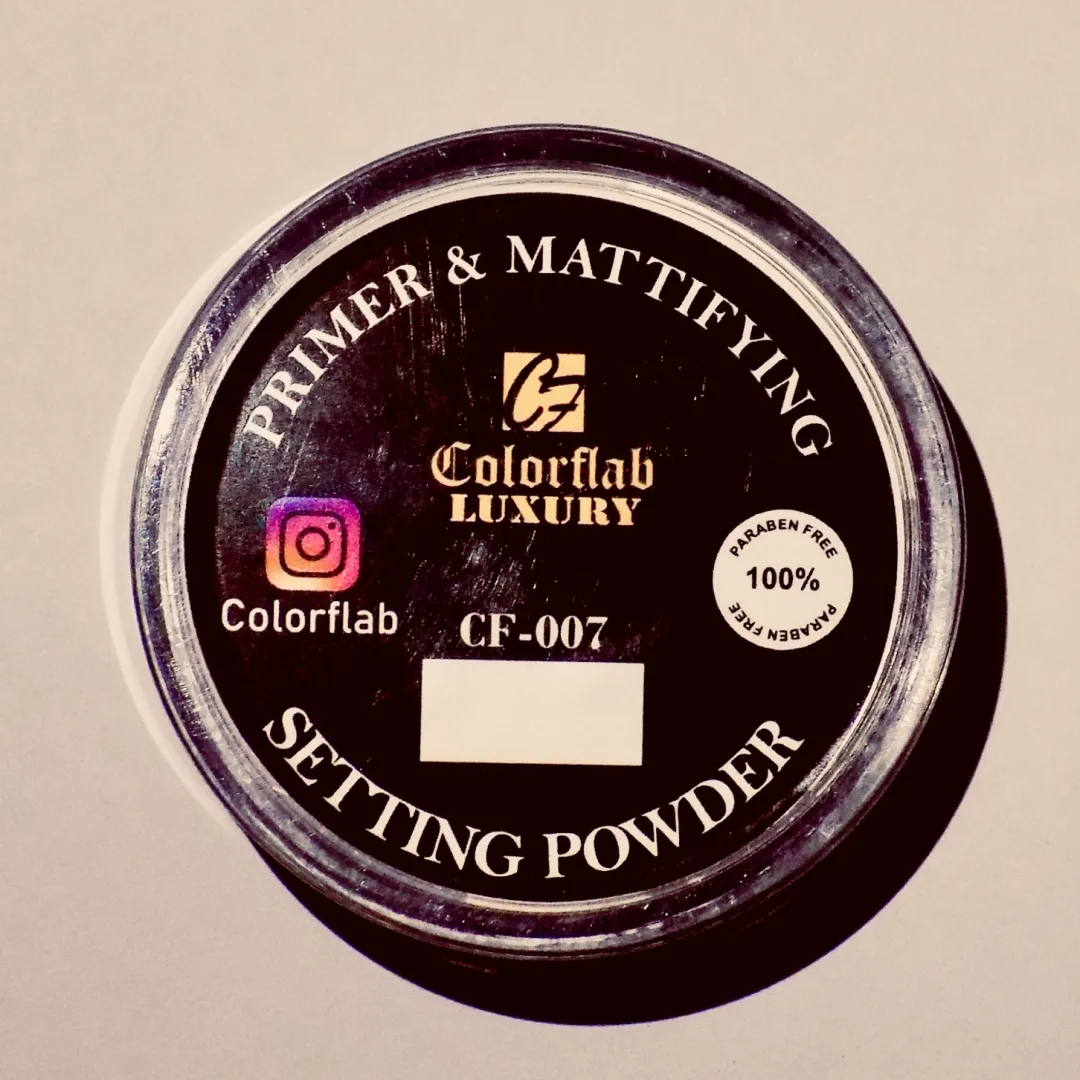 PRIMER & MATTIFYING
CF
Colorflab
LUXURY
Colorflab
PARABEN FREE
100%
PARABEN FREE
CF-007
SETTING POWDER